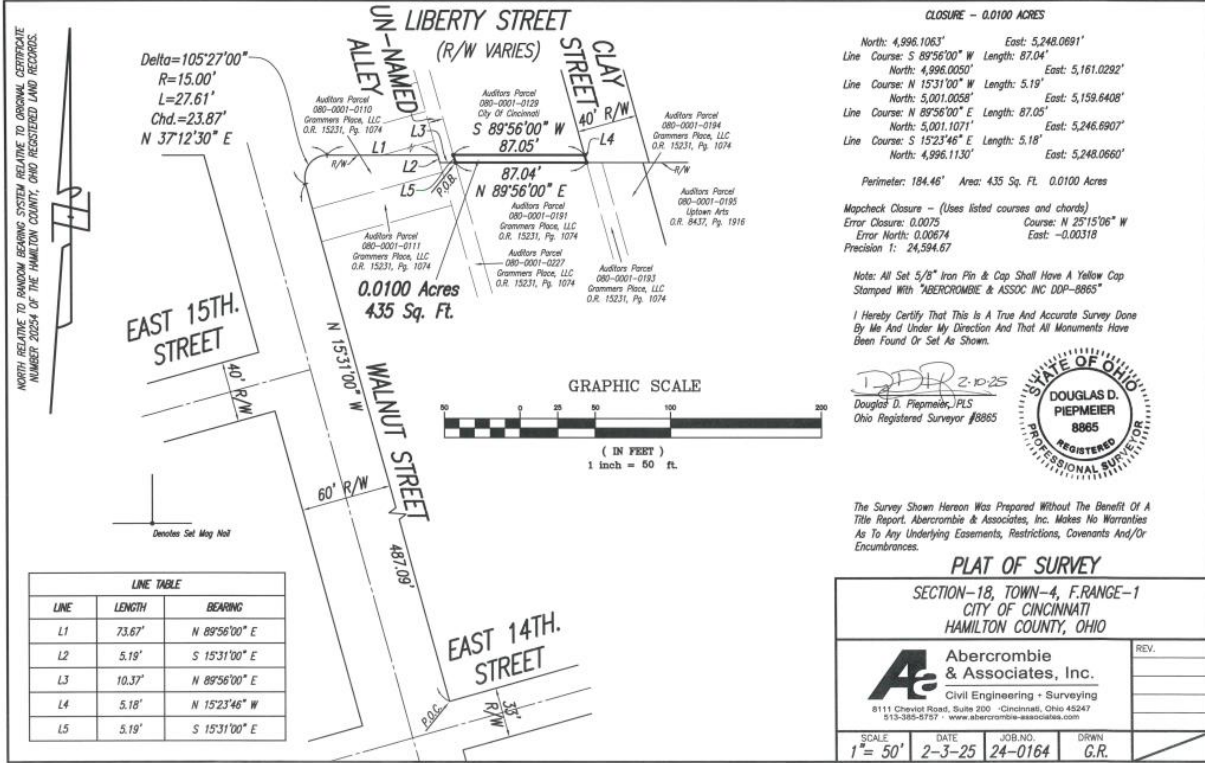 NORTH RELATIVE TO RANDOM BEARING SYSTEM RELATIVE TO ORIGINAL CERTIFICATE
NUMBER 20254 OF THE HAMILTON COUNTY, OHIO REGISTERED LAND RECORDS.
LIBERTY STREET
(R/W VARIES)
UN-NAMED
ALLEY
CLAY
STREET
40' R/W
Delta=105°27'00"
R=15.00'
L=27.61'
Chd.=23.87'
N 37°12'30" E
Auditors Parcel
080-0001-0110
Grammers Place, LLC
O.R. 15231, Pg. 1074
Auditors Parcel
080-0001-0129
City Of Cincinnati
Auditors Parcel
080-0001-0194
Grammers Place, LLC
O.R. 15231, Pg. 1074
L3
S 89°56'00" W
87.05'
L4
L1
R/W
L2
R/W
L5
P.O.B.
87.04'
N 89°56'00" E
Auditors Parcel
080-0001-0191
Grammers Place, LLC
O.R. 15231, Pg. 1074
Auditors Parcel
080-0001-0195
Uptown Arts
O.R. 8437, Pg. 1916
Auditors Parcel
080-0001-0111
Grammers Place, LLC
O.R. 15231, Pg. 1074
Auditors Parcel
080-0001-0227
Grammers Place, LLC
O.R. 15231, Pg. 1074
Auditors Parcel
080-0001-0193
Grammers Place, LLC
O.R. 15231, Pg. 1074
0.0100 Acres
435 Sq. Ft.
EAST 15TH.
STREET
40'
R/W
N 15°31'00" W
WALNUT STREET
60' R/W
487.09'
EAST 14TH.
STREET
P.O.C.
35'
R/W
Denotes Set Mag Nail
GRAPHIC SCALE
50 0 25 50 100 200
( IN FEET )
1 inch = 50 ft.
LINE TABLE
LINE LENGTH BEARING
L1 73.67' N 89°56'00" E
L2 5.19' S 15°31'00" E
L3 10.37' N 89°56'00" E
L4 5.18' N 15°23'46" W
L5 5.19' S 15°31'00" E
CLOSURE - 0.0100 ACRES
North: 4,996.1063' East: 5,248.0691'
Line Course: S 89°56'00" W Length: 87.04'
North: 4,996.0050' East: 5,161.0292'
Line Course: N 15°31'00" W Length: 5.19'
North: 5,001.0058' East: 5,159.6408'
Line Course: N 89°56'00" E Length: 87.05'
North: 5,001.1071' East: 5,246.6907'
Line Course: S 15°23'46" E Length: 5.18'
North: 4,996.1130' East: 5,248.0660'
Perimeter: 184.46' Area: 435 Sq. Ft. 0.0100 Acres
Mapcheck Closure - (Uses listed courses and chords)
Error Closure: 0.0075 Course: N 25°15'06" W
Error North: 0.00674 East: -0.00318
Precision 1: 24,594.67
Note: All Set 5/8" Iron Pin & Cap Shall Have A Yellow Cap
Stamped With "ABERCROMBIE & ASSOC INC DDP-8865"
I Hereby Certify That This Is A True And Accurate Survey Done
By Me And Under My Direction And That All Monuments Have
Been Found Or Set As Shown.
2-10-25
Douglas D. Piepmeier, PLS
Ohio Registered Surveyor #8865
STATE OF OHIO
DOUGLAS D.
PIEPMEIER
8865
REGISTERED
PROFESSIONAL SURVEYOR
The Survey Shown Hereon Was Prepared Without The Benefit Of A
Title Report. Abercrombie & Associates, Inc. Makes No Warranties
As To Any Underlying Easements, Restrictions, Covenants And/Or
Encumbrances.
PLAT OF SURVEY
SECTION-18, TOWN-4, F.RANGE-1
CITY OF CINCINNATI
HAMILTON COUNTY, OHIO
Abercrombie
& Associates, Inc.
Civil Engineering • Surveying
8111 Cheviot Road, Suite 200 · Cincinnati, Ohio 45247
513-385-5757 · www.abercrombie-associates.com
REV.
SCALE DATE JOB.NO. DRWN
1"= 50' 2-3-25 24-0164 G.R.